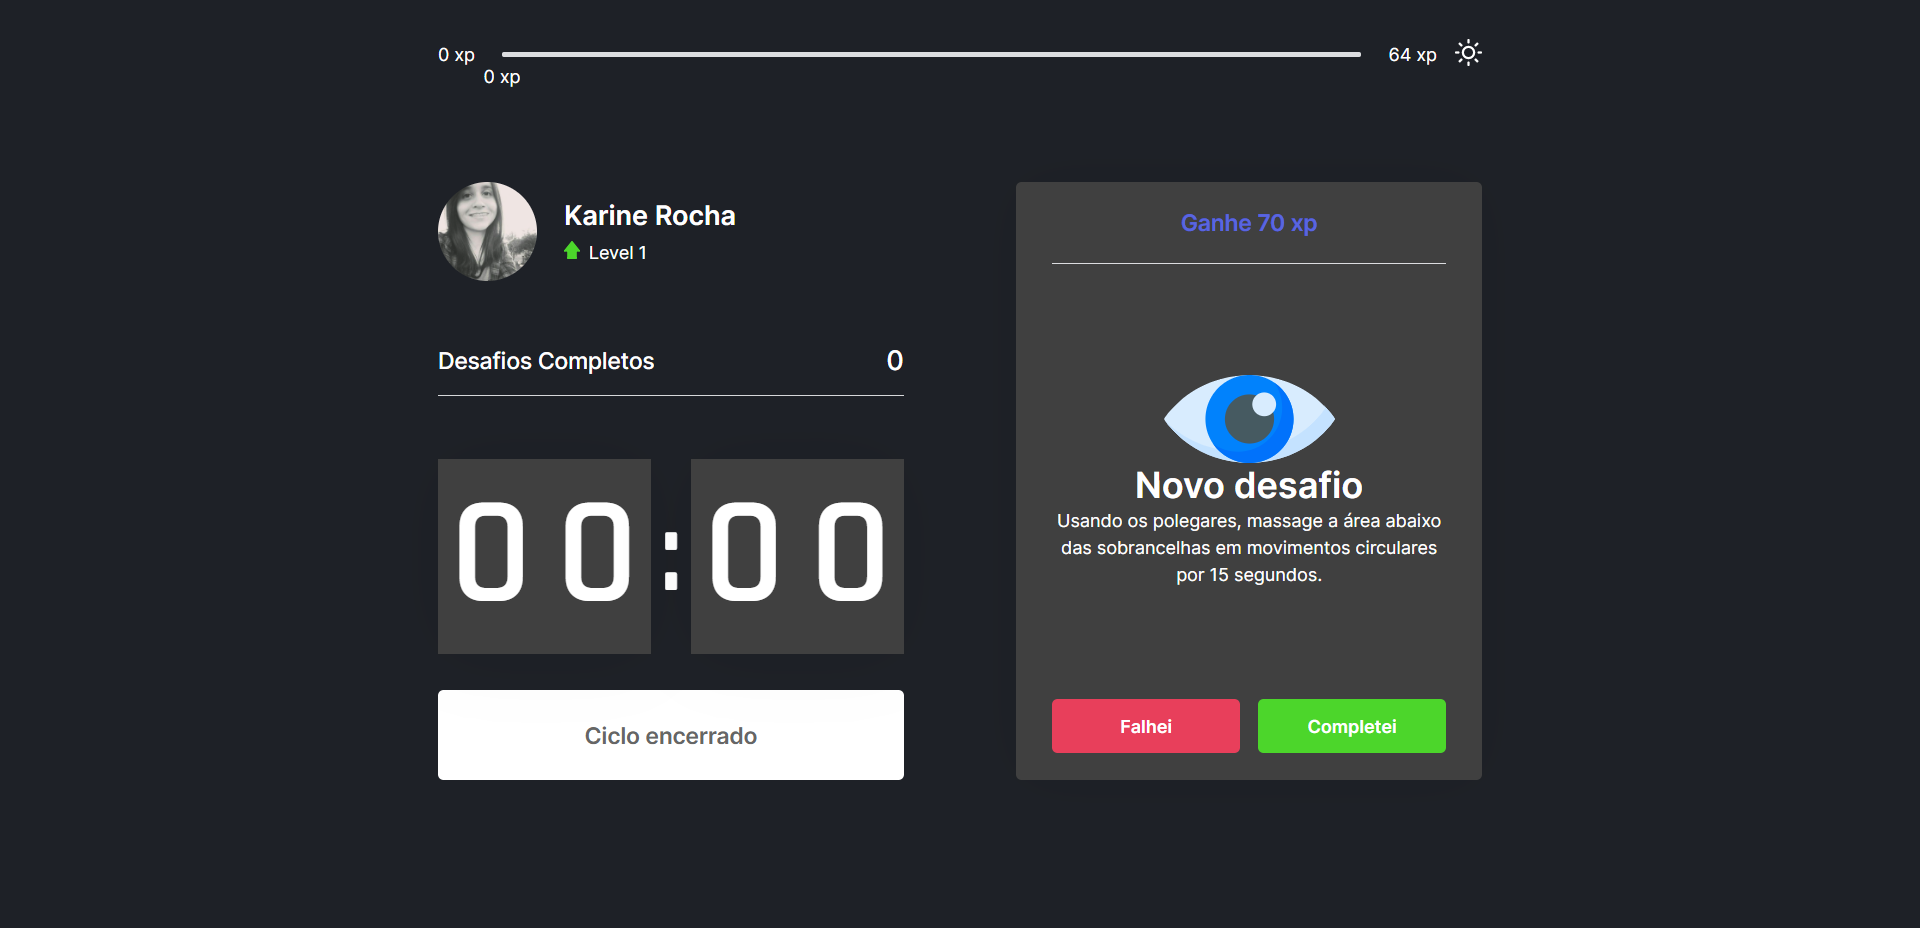 0 xp
64 xp
0 xp
Karine Rocha
Level 1
Desafios Completos
0
00:00
Ciclo encerrado
Ganhe 70 xp
Novo desafio
Usando os polegares, massage a área abaixo
das sobrancelhas em movimentos circulares
por 15 segundos.
Falhei
Completei